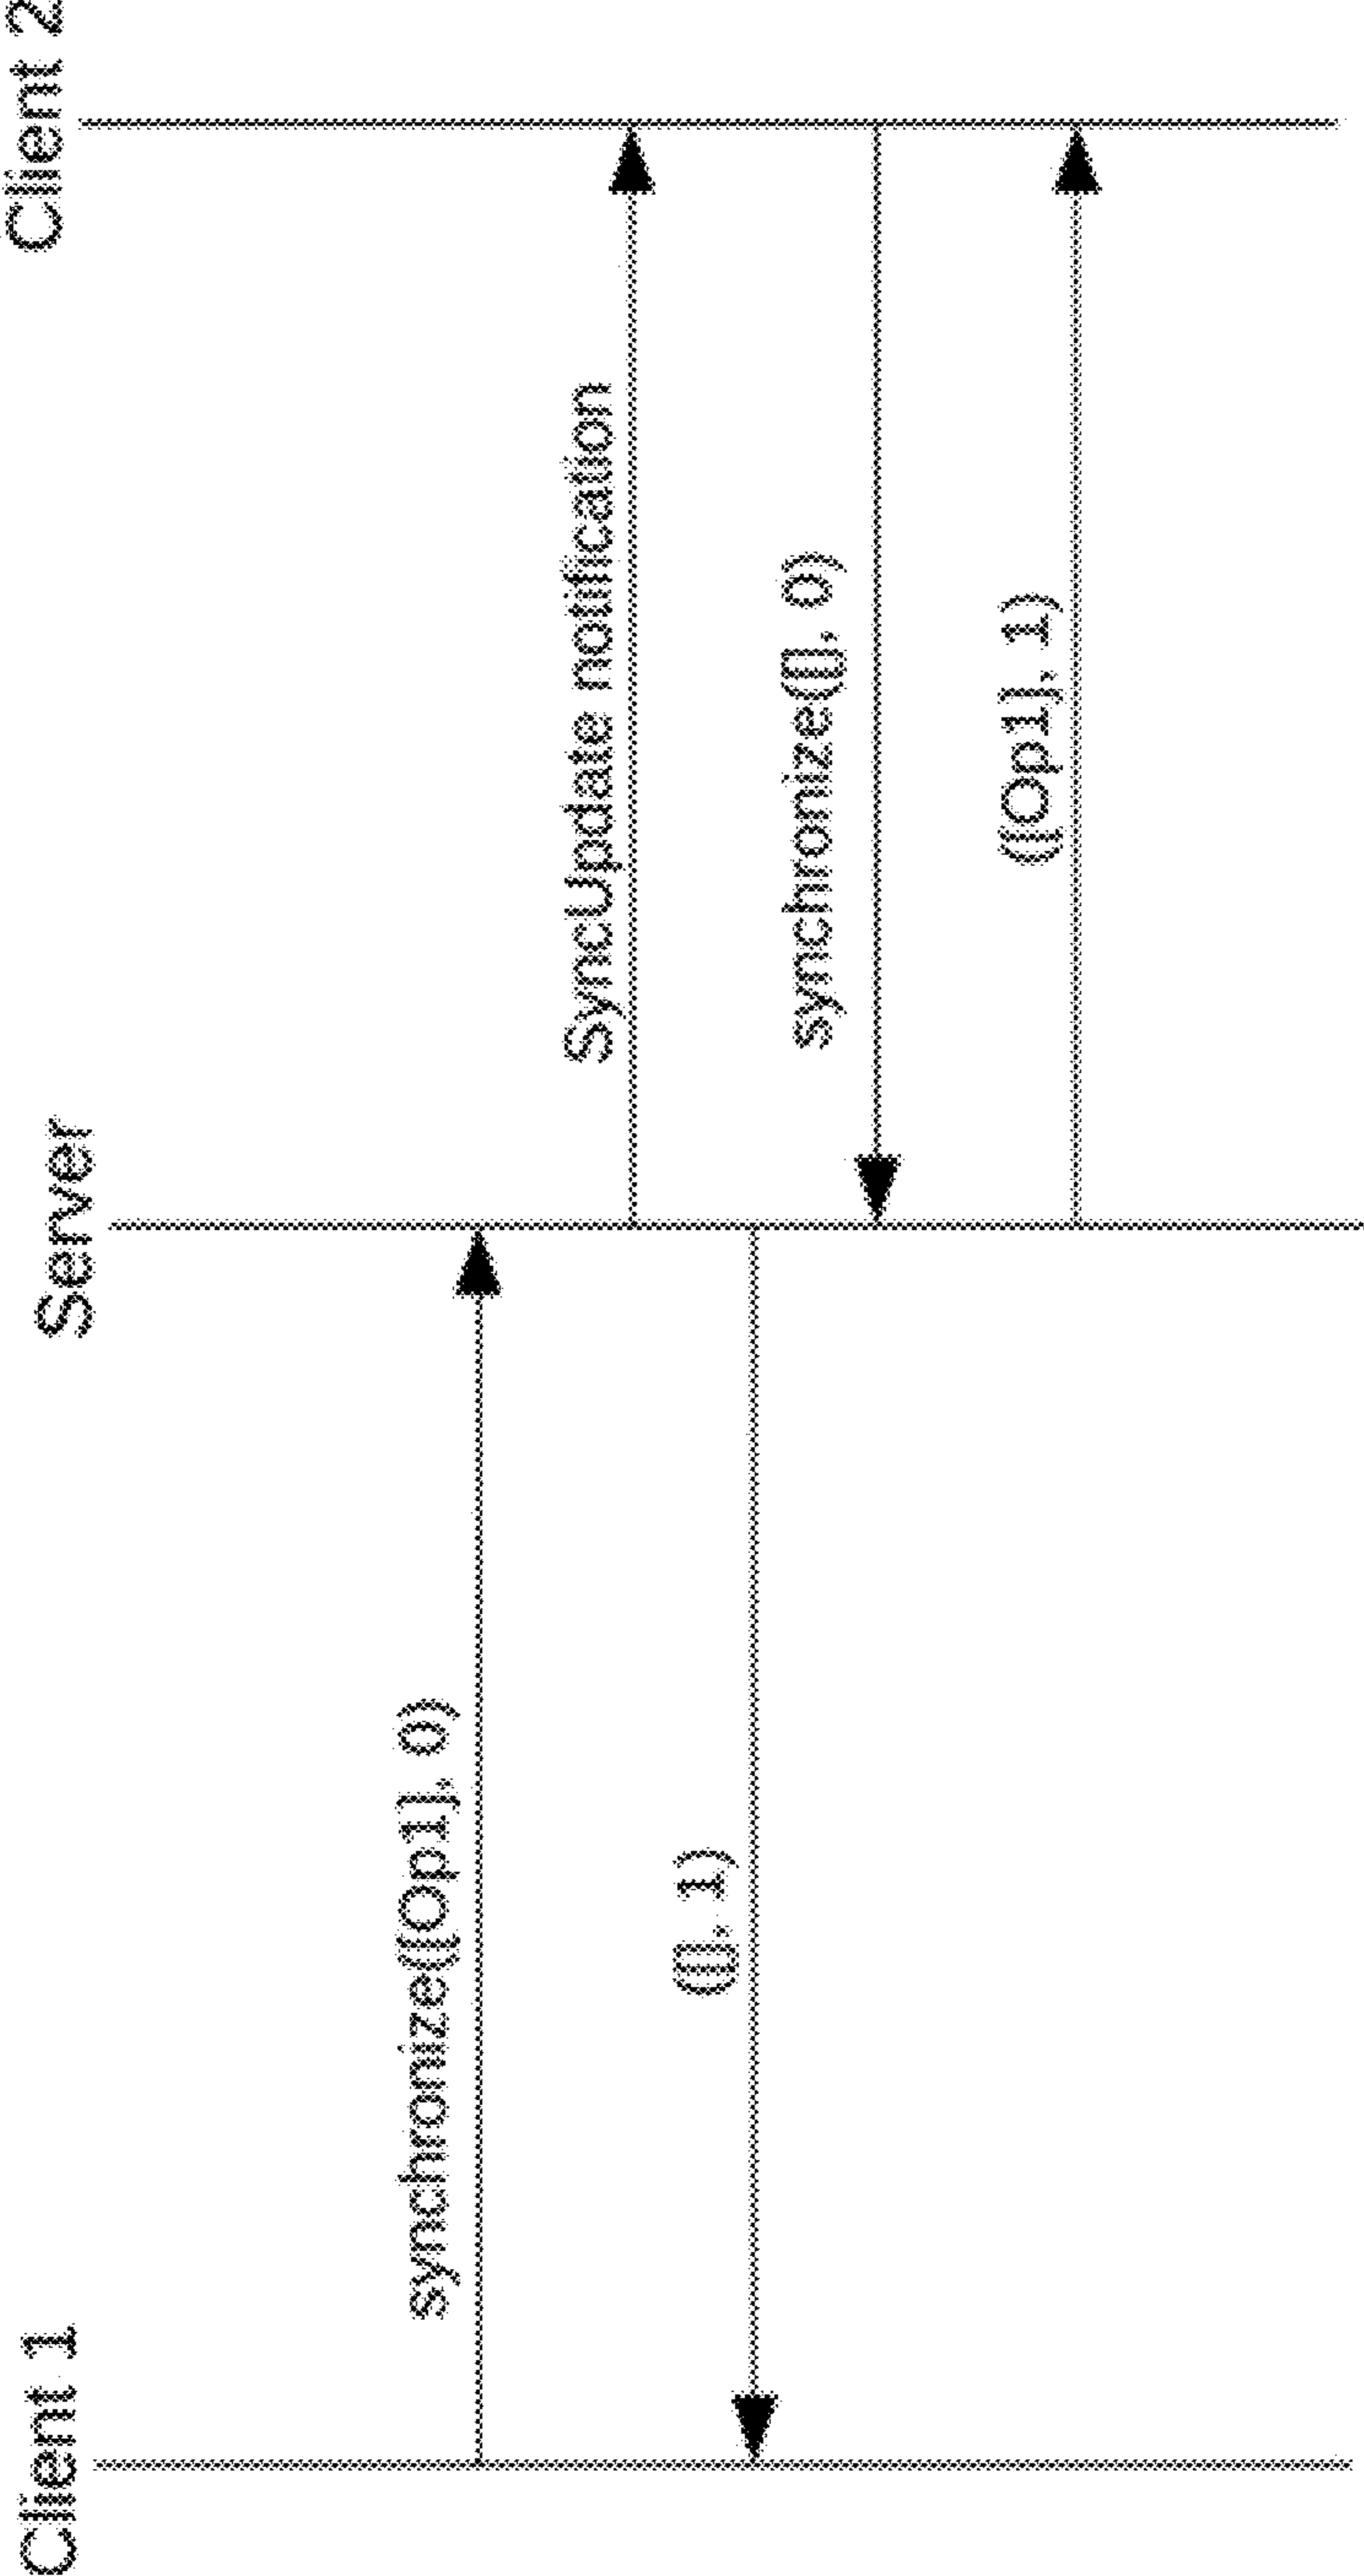 Client 1
Server
Client 2
synchronize([Op1], 0)
SyncUpdate notification
([], 1)
synchronize([], 0)
([Op1], 1)